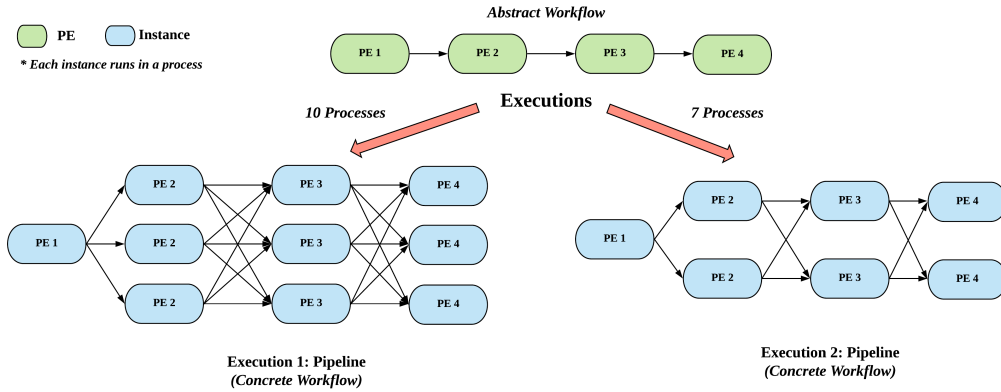 Abstract Workflow
PE
Instance
* Each instance runs in a process
PE 1
PE 2
PE 3
PE 4
Executions
10 Processes
7 Processes
PE 1
PE 2
PE 3
PE 4
PE 2
PE 3
PE 4
PE 2
PE 3
PE 4
Execution 1: Pipeline
(Concrete Workflow)
PE 1
PE 2
PE 3
PE 4
PE 2
PE 3
PE 4
Execution 2: Pipeline
(Concrete Workflow)